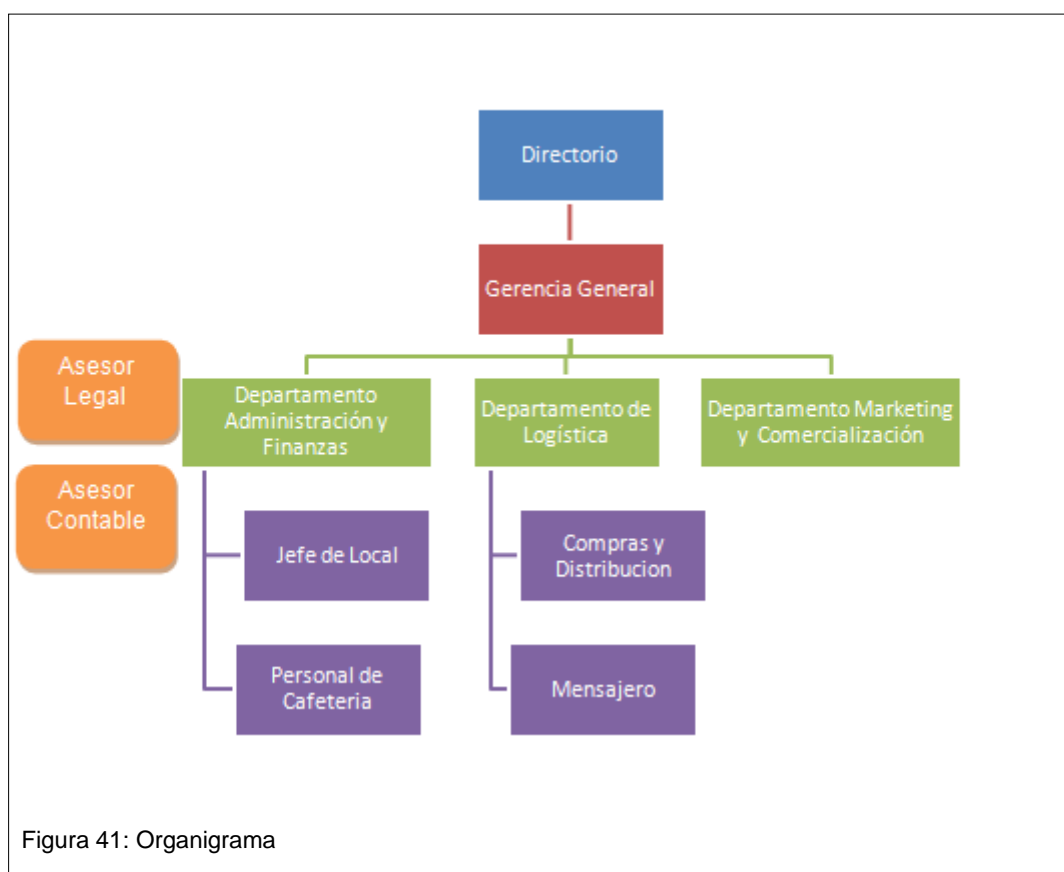 Directorio
Gerencia General
Asesor
Legal
Departamento
Administración y
Finanzas
Departamento de
Logística
Departamento Marketing
y Comercialización
Asesor
Contable
Jefe de Local
Compras y
Distribucion
Personal de
Cafeteria
Mensajero
Figura 41: Organigrama